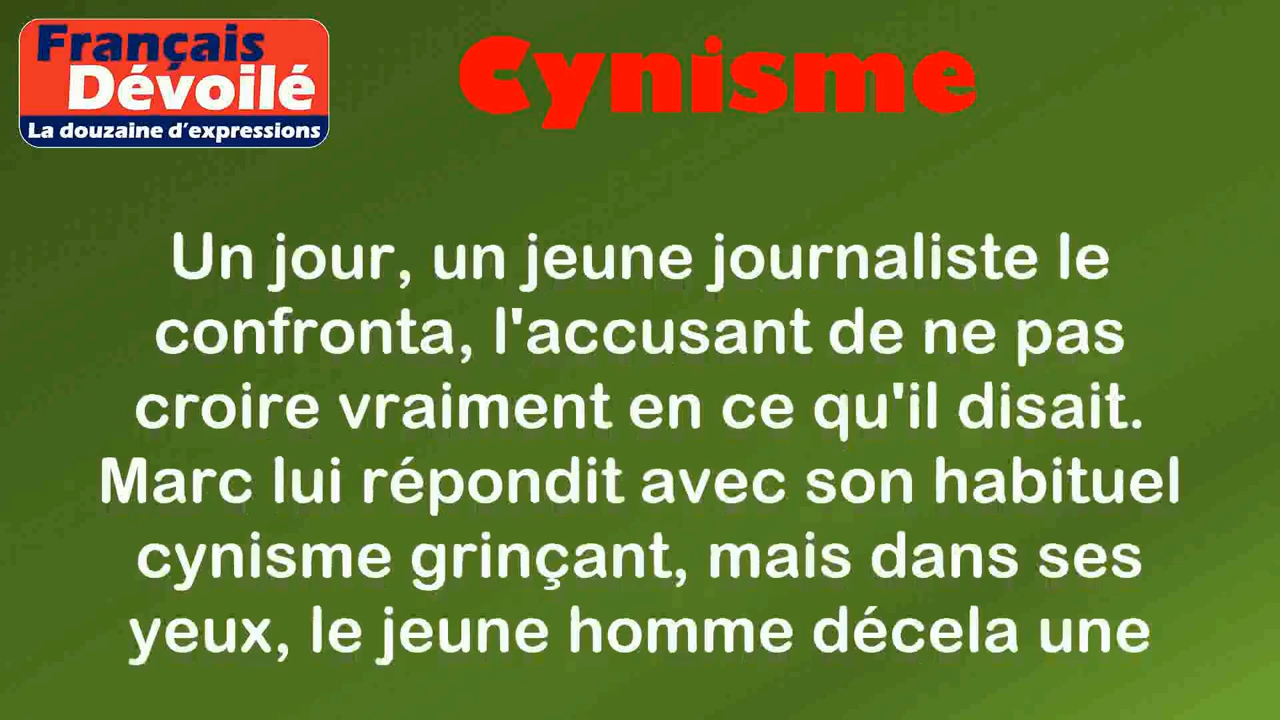 Français
Dévoilé
La douzaine d'expressions
Cynisme
Un jour, un jeune journaliste le
confronta, l'accusant de ne pas
croire vraiment en ce qu'il disait.
Marc lui répondit avec son habituel
cynisme grinçant, mais dans ses
yeux, le jeune homme décela une